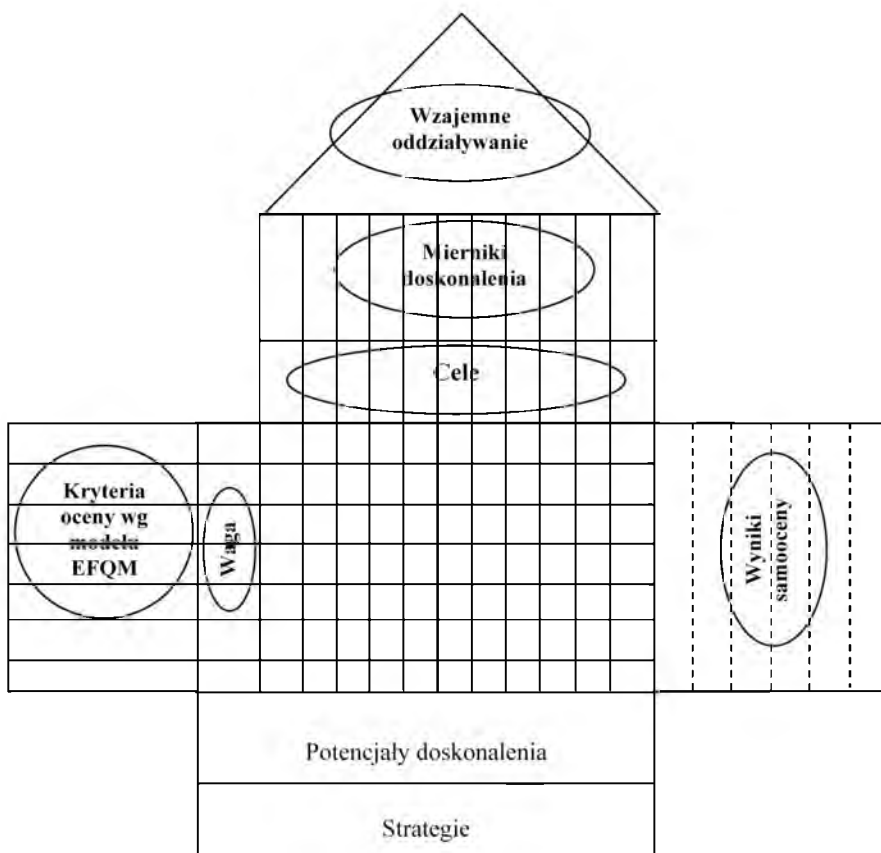 Wzajemne
oddziaływanie
Mierniki
doskonalenia
Cele
Kryteria
oceny wg
modelu
EFQM
Waga
Wyniki
samooceny
Potencjały doskonalenia
Strategie